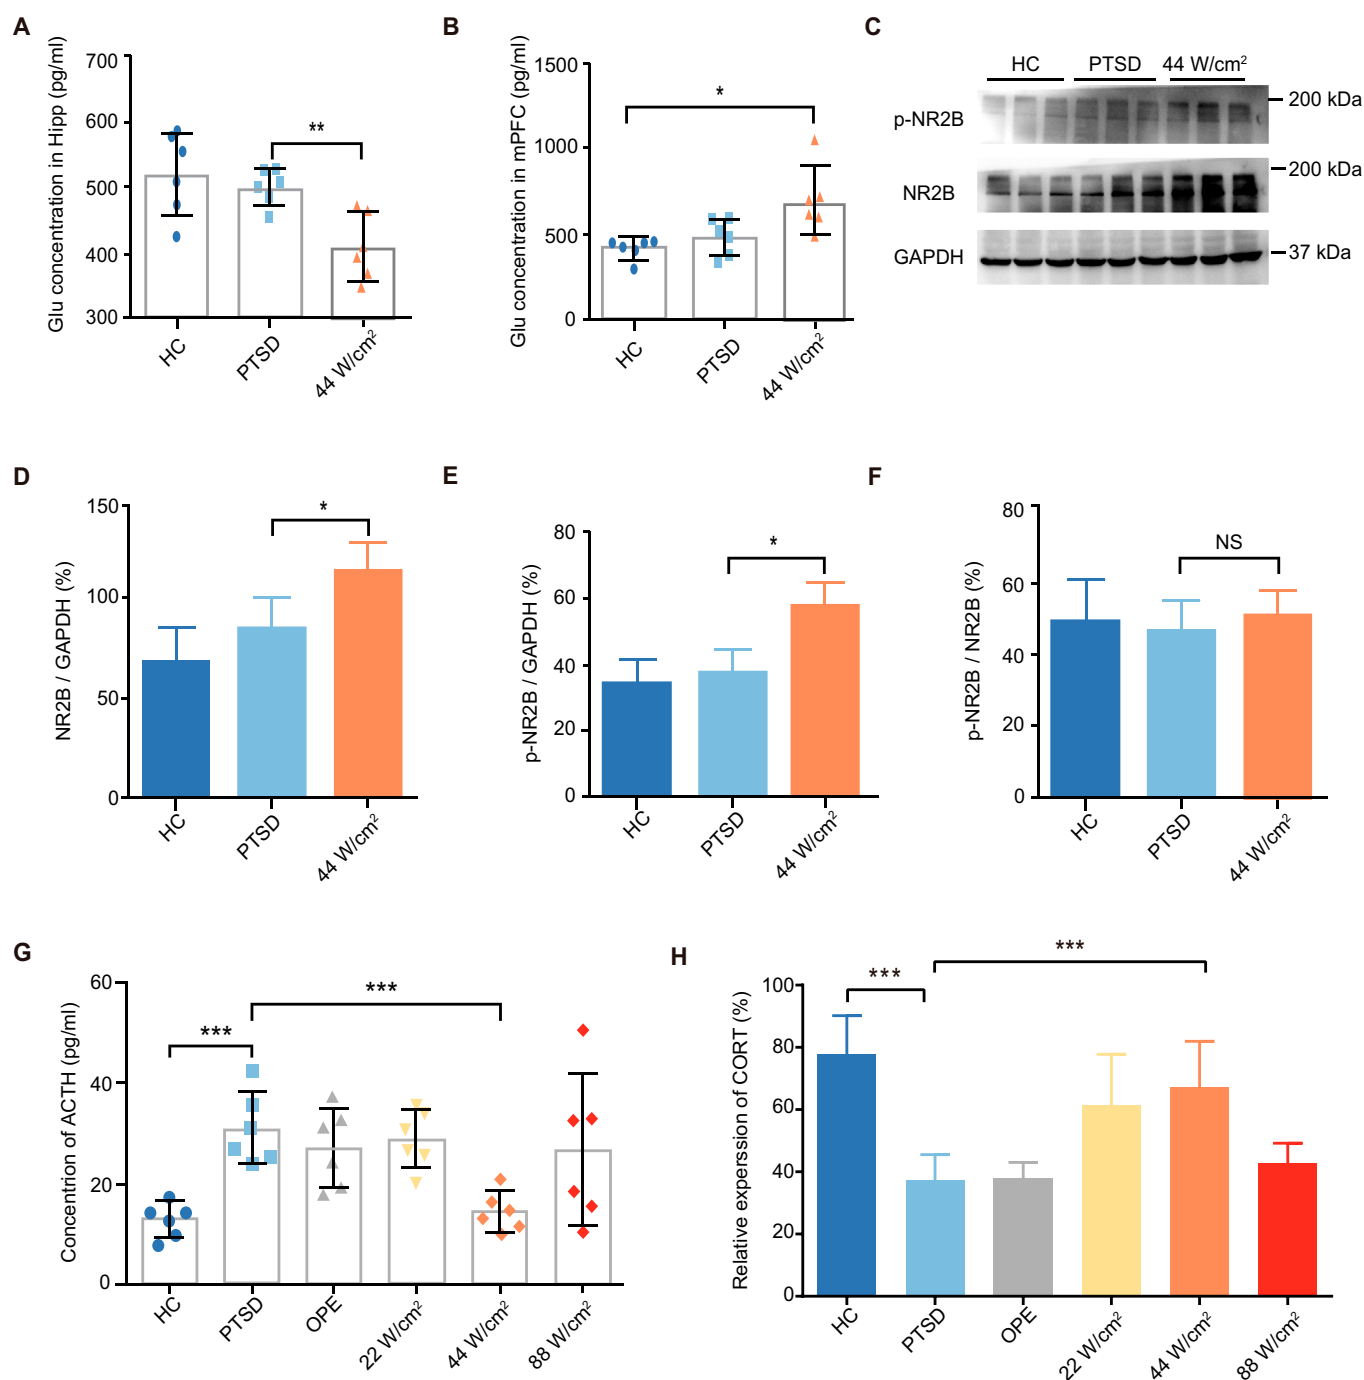 A
Glu concentration in Hipp (pg/ml)
700
600
500
400
300
**
HC
PTSD
44 W/cm²
B
Glu concentration in mPFC (pg/ml)
1500
1000
500
0
*
HC
PTSD
44 W/cm²
C
HC PTSD 44 W/cm²
p-NR2B
200 kDa
NR2B
200 kDa
GAPDH
37 kDa
D
NR2B / GAPDH (%)
150
100
50
0
*
HC
PTSD
44 W/cm²
E
p-NR2B / GAPDH (%)
80
60
40
20
0
*
HC
PTSD
44 W/cm²
F
p-NR2B / NR2B (%)
80
60
40
20
0
NS
HC
PTSD
44 W/cm²
G
Concentrion of ACTH (pg/ml)
60
40
20
0
***
***
HC
PTSD
OPE
22 W/cm²
44 W/cm²
88 W/cm²
H
Relative experssion of CORT (%)
100
80
60
40
20
0
***
***
HC
PTSD
OPE
22 W/cm²
44 W/cm²
88 W/cm²